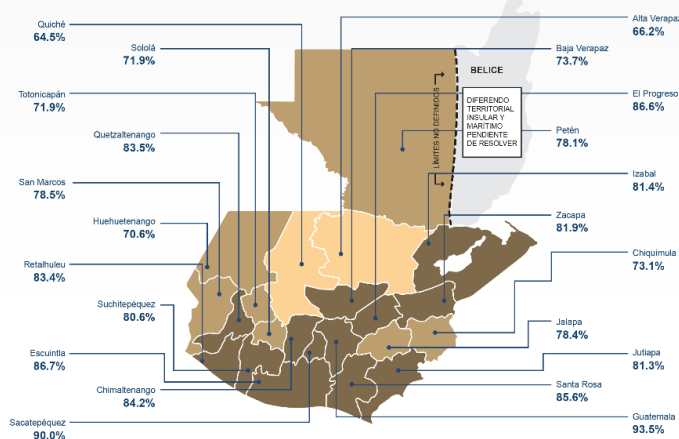 Quiché
64.5%
Sololá
71.9%
Totonicapán
71.9%
Quetzaltenango
83.5%
San Marcos
78.5%
Huehuetenango
70.6%
Retalhuleu
83.4%
Suchitepéquez
80.6%
Escuintla
86.7%
Chimaltenango
84.2%
Sacatepéquez
90.0%
LÍMITES NO DEFINIDOS
BELICE
DIFERENDO
TERRITORIAL
INSULAR Y
MARÍTIMO
PENDIENTE
DE RESOLVER
Alta Verapaz
66.2%
Baja Verapaz
73.7%
El Progreso
86.6%
Petén
78.1%
Izabal
81.4%
Zacapa
81.9%
Chiquimula
73.1%
Jalapa
78.4%
Jutiapa
81.3%
Santa Rosa
85.6%
Guatemala
93.5%